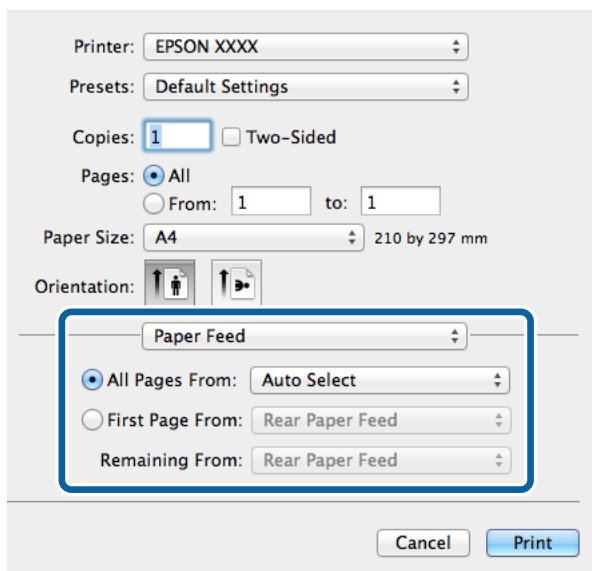 Printer: EPSON XXXX
Presets: Default Settings
Copies: 1 Two-Sided
Pages: All
From: 1 to: 1
Paper Size: A4 210 by 297 mm
Orientation:
Paper Feed
All Pages From: Auto Select
First Page From: Rear Paper Feed
Remaining From: Rear Paper Feed
Cancel Print